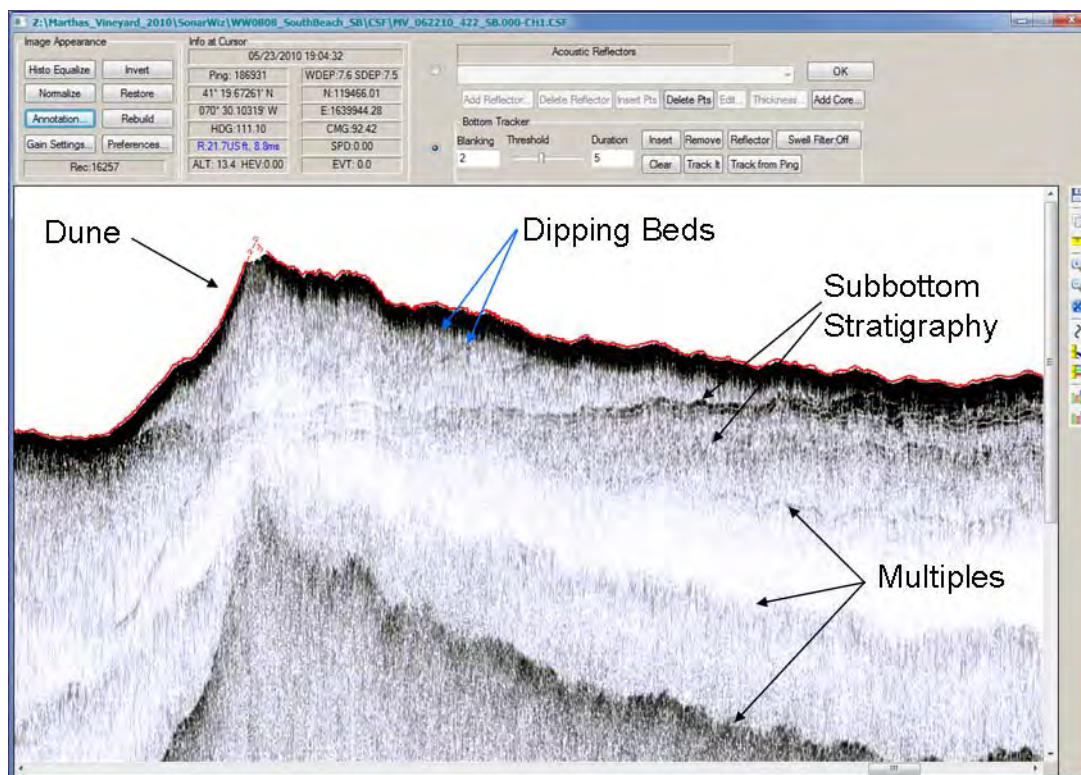 Z:\Marthas_Vineyard_2010\SonarWiz\WW0808_SouthBeach_SB\CSF\MV_062210_422_SB.000-CH1.CSF
Image Appearance
Histo Equalize Invert
Normalize Restore
Annotation... Rebuild
Gain Settings... Preferences...
Rec:16257
Info at Cursor
05/23/2010 19:04:32
Ping: 186931 WDEP:7.6 SDEP:7.5
41° 19.67261' N N:119466.01
070° 30.10319' W E:1639944.28
HDG:111.10 CMG:92.42
R:21.7US ft, 8.8ms SPD:0.00
ALT: 13.4 HEV:0.00 EVT: 0.0
Acoustic Reflectors
OK
Add Reflector... Delete Reflector Insert Pts Delete Pts Edit... Thickness... Add Core...
Bottom Tracker
Blanking Threshold Duration Insert Remove Reflector Swell Filter:Off
2 5 Clear Track It Track from Ping
Dune
Dipping Beds
Subbottom
Stratigraphy
Multiples